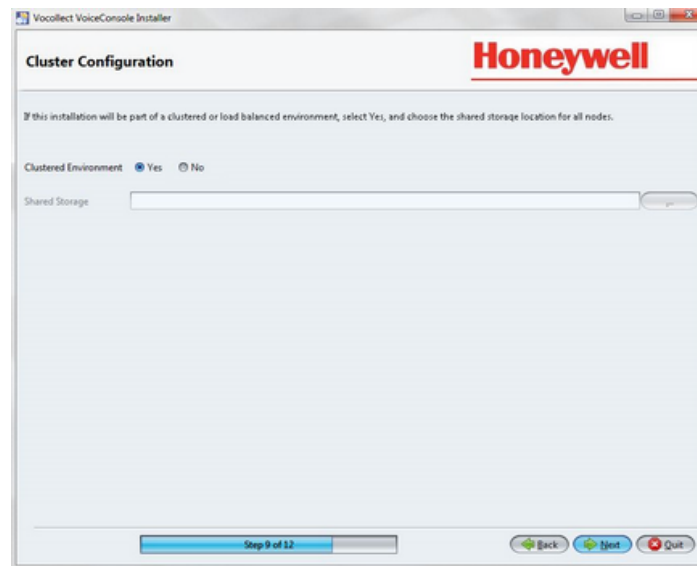 Vocollect VoiceConsole Installer
Cluster Configuration
Honeywell
If this installation will be part of a clustered or load balanced environment, select Yes, and choose the shared storage location for all nodes.
Clustered Environment Yes No
Shared Storage ...
Step 9 of 12 Back Next Quit